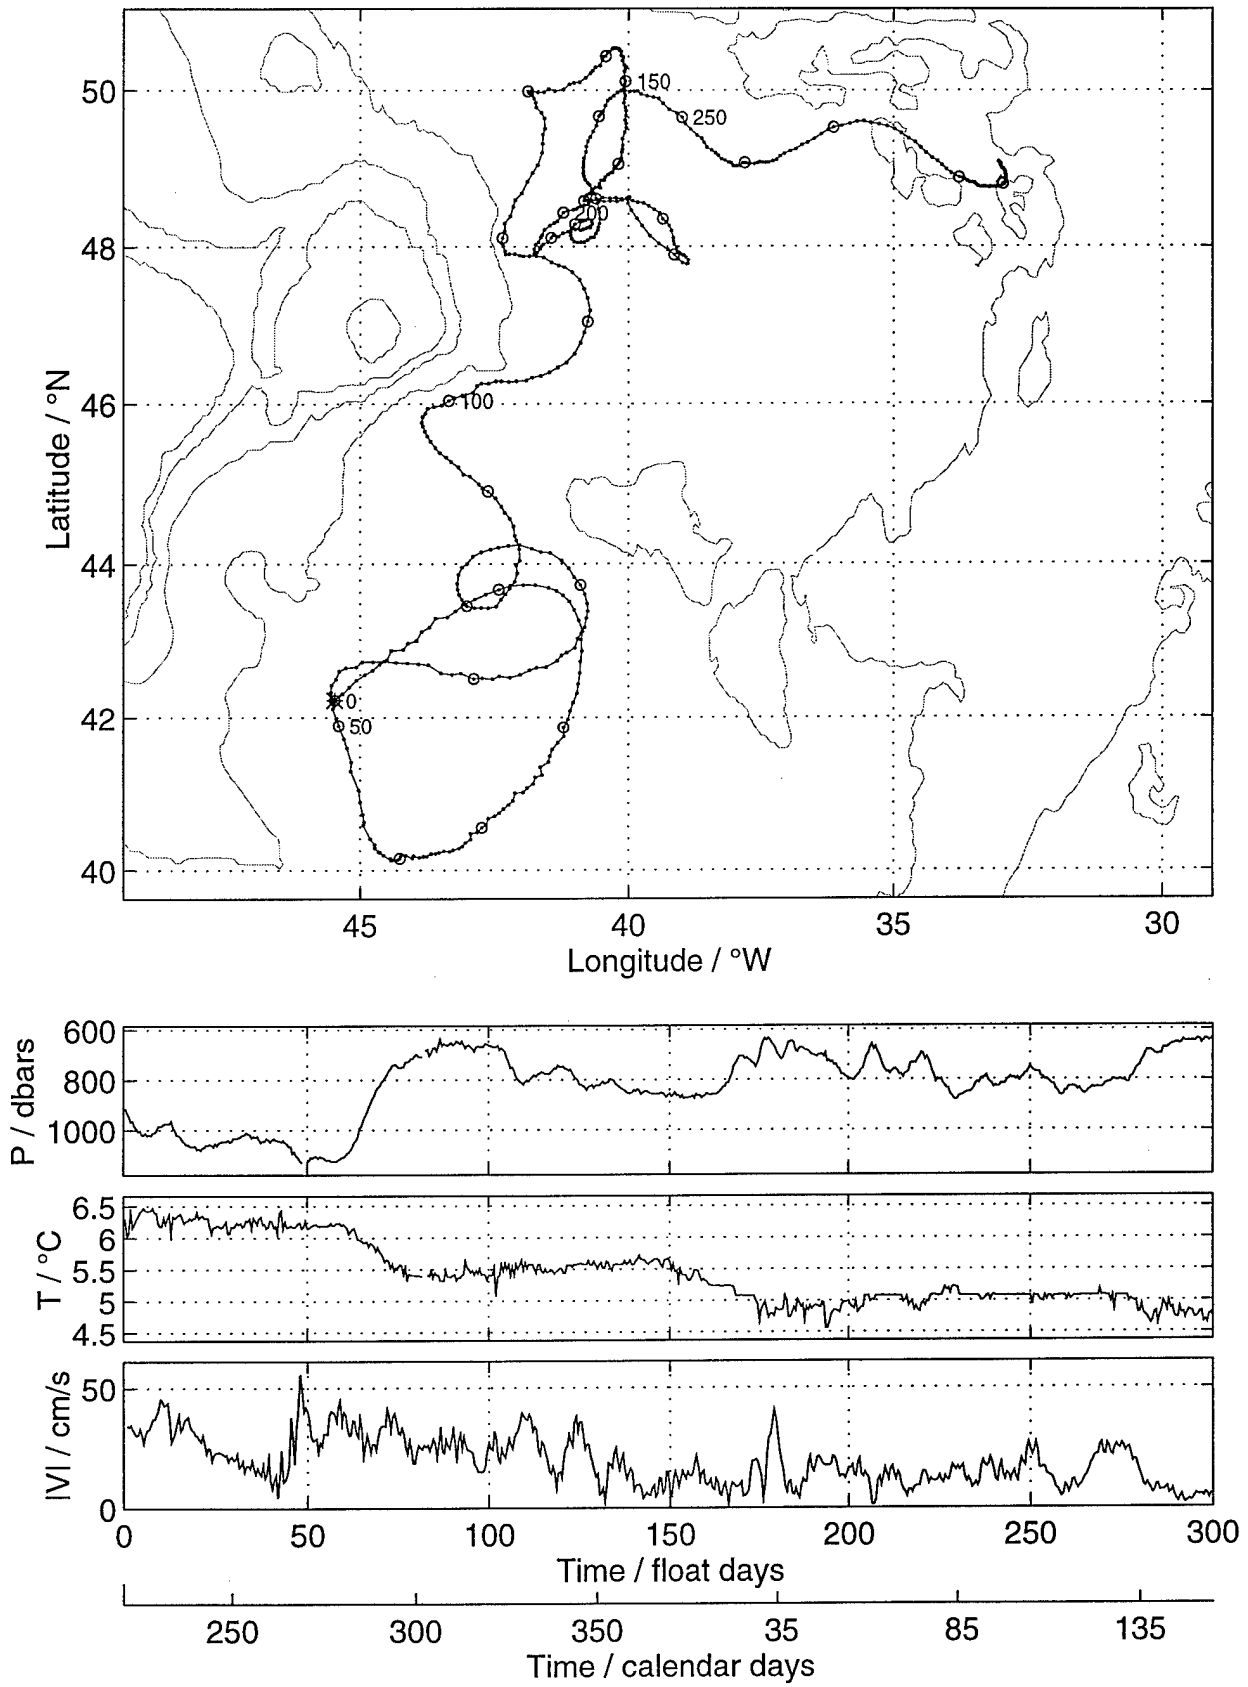 50
48
46
44
42
40
Latitude / °N
150
250
200
100
0
50
45 40 35 30
Longitude / °W
600
800
1000
P / dbars
6.5
6
5.5
5
4.5
T / °C
50
0
|V| / cm/s
0 50 100 150 200 250 300
Time / float days
250 300 350 35 85 135
Time / calendar days